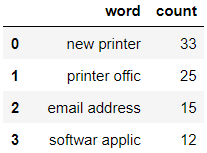 word count
0 new printer 33
1 printer offic 25
2 email address 15
3 softwar applic 12